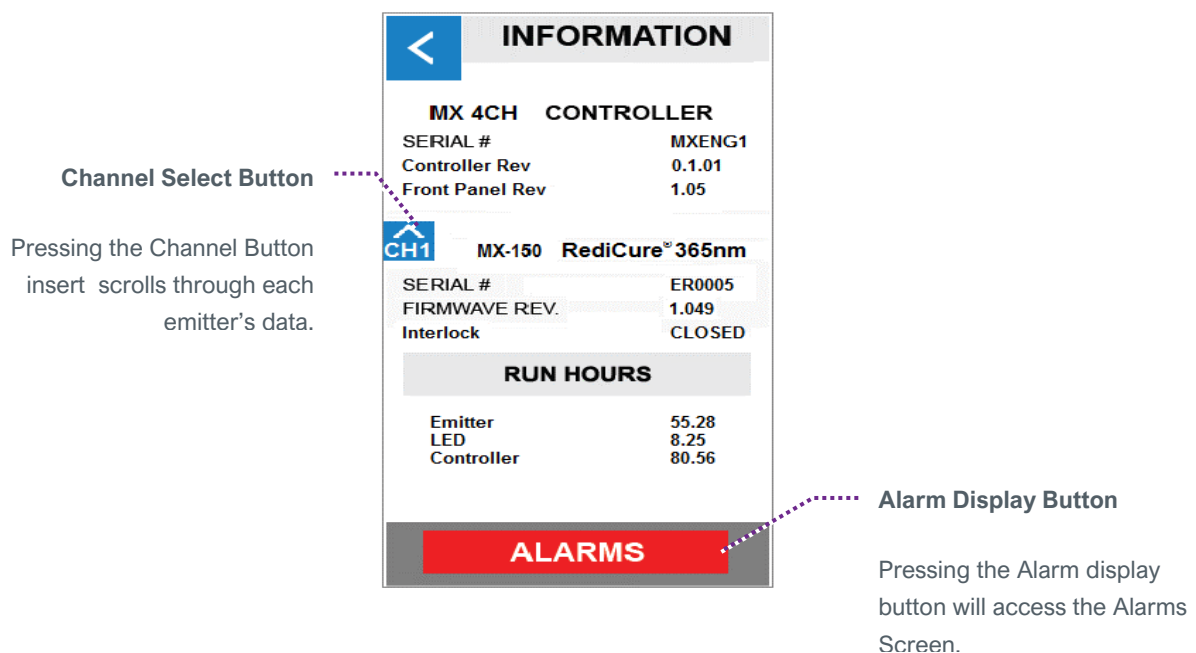 <
INFORMATION
MX 4CH CONTROLLER
SERIAL # MXENG1
Controller Rev 0.1.01
Front Panel Rev 1.05
Channel Select Button
Pressing the Channel Button
insert scrolls through each
emitter's data.
CH1 MX-150 RediCure® 365nm
SERIAL # ER0005
FIRMWAVE REV. 1.049
Interlock CLOSED
RUN HOURS
Emitter 55.28
LED 8.25
Controller 80.56
ALARMS
Alarm Display Button
Pressing the Alarm display
button will access the Alarms
Screen.